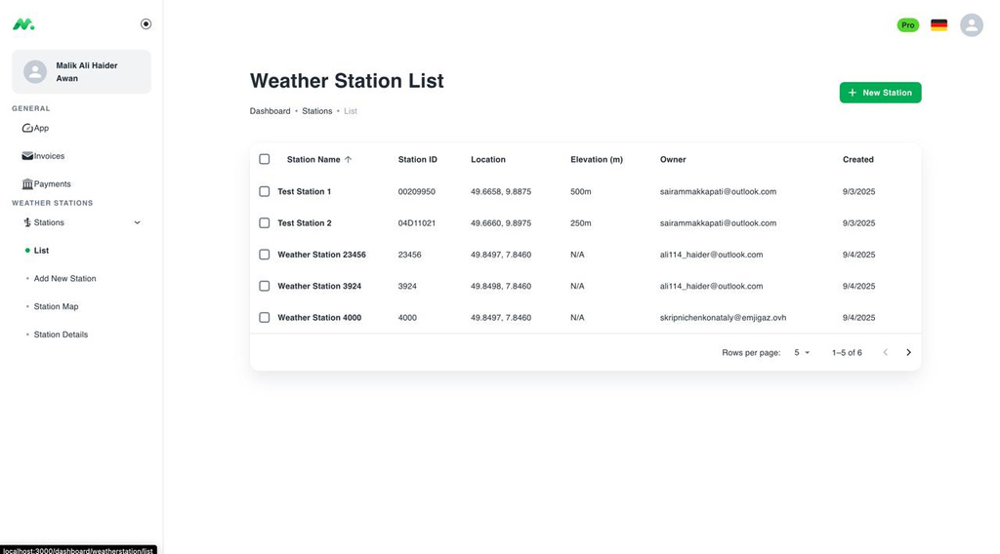 Pro
Malik Ali Haider
Awan
GENERAL
App
Invoices
Payments
WEATHER STATIONS
Stations
List
Add New Station
Station Map
Station Details
Weather Station List
Dashboard • Stations • List
+ New Station
Station Name ↑ Station ID Location Elevation (m) Owner Created
Test Station 1 00209950 49.6658, 9.8875 500m sairammakkapati@outlook.com 9/3/2025
Test Station 2 04D11021 49.6660, 9.8975 250m sairammakkapati@outlook.com 9/3/2025
Weather Station 23456 23456 49.8497, 7.8460 N/A ali114_haider@outlook.com 9/4/2025
Weather Station 3924 3924 49.8498, 7.8460 N/A ali114_haider@outlook.com 9/4/2025
Weather Station 4000 4000 49.8497, 7.8460 N/A skripnichenkonataly@emjigaz.ovh 9/4/2025
Rows per page: 5 1–5 of 6
localhost:3000/dashboard/weatherstation/list